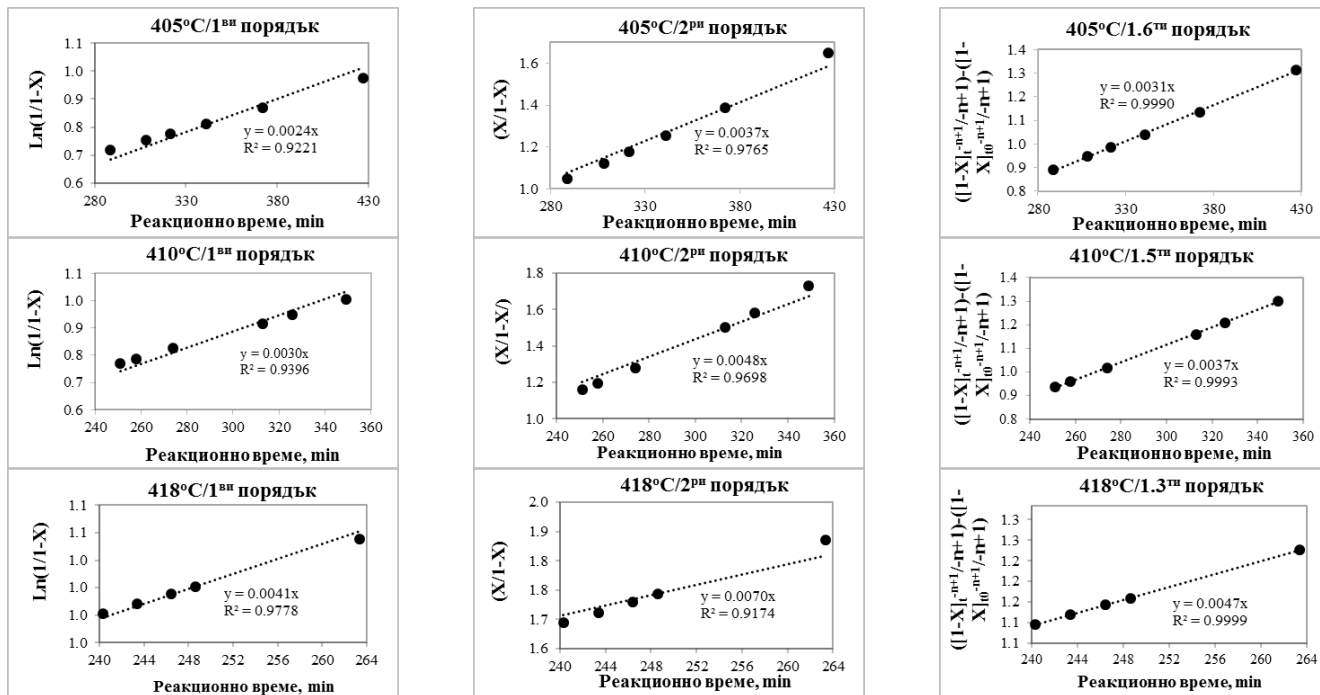 405°C/1ви порядък
Ln(1/1-X)
1.1
1.0
0.9
0.8
0.7
0.6
y = 0.0024x
R² = 0.9221
280
330
380
430
Реакционно време, min
405°C/2ри порядък
(X/1-X)
1.6
1.4
1.2
1.0
y = 0.0037x
R² = 0.9765
280
330
380
430
Реакционно време, min
405°C/1.6ти порядък
([1-X]t^-n+1/-n+1)-([1-
X]t0^-n+1/-n+1)
1.4
1.3
1.2
1.1
1.0
0.9
0.8
y = 0.0031x
R² = 0.9990
280
330
380
430
Реакционно време, min
410°C/1ви порядък
Ln(1/1-X)
1.1
1.0
0.9
0.8
0.7
0.6
y = 0.0030x
R² = 0.9396
240
260
280
300
320
340
360
Реакционно време, min
410°C/2ри порядък
(X/1-X/)
1.8
1.6
1.4
1.2
1.0
y = 0.0048x
R² = 0.9698
240
260
280
300
320
340
360
Реакционно време, min
410°C/1.5ти порядък
([1-X]t^-n+1/-n+1)-([1-
X]t0^-n+1/-n+1)
1.4
1.3
1.2
1.1
1.0
0.9
0.8
y = 0.0037x
R² = 0.9993
240
260
280
300
320
340
360
Реакционно време, min
418°C/1ви порядък
Ln(1/1-X)
1.1
1.1
1.0
1.0
1.0
1.0
y = 0.0041x
R² = 0.9778
240
244
248
252
256
260
264
Реакционно време, min
418°C/2ри порядък
(X/1-X)
2.0
1.9
1.8
1.8
1.7
1.6
y = 0.0070x
R² = 0.9174
240
244
248
252
256
260
264
Реакционно време, min
418°C/1.3ти порядък
([1-X]t^-n+1/-n+1)-([1-
X]t0^-n+1/-n+1)
1.3
1.3
1.2
1.2
1.2
1.1
1.1
y = 0.0047x
R² = 0.9999
240
244
248
252
256
260
264
Реакционно време, min